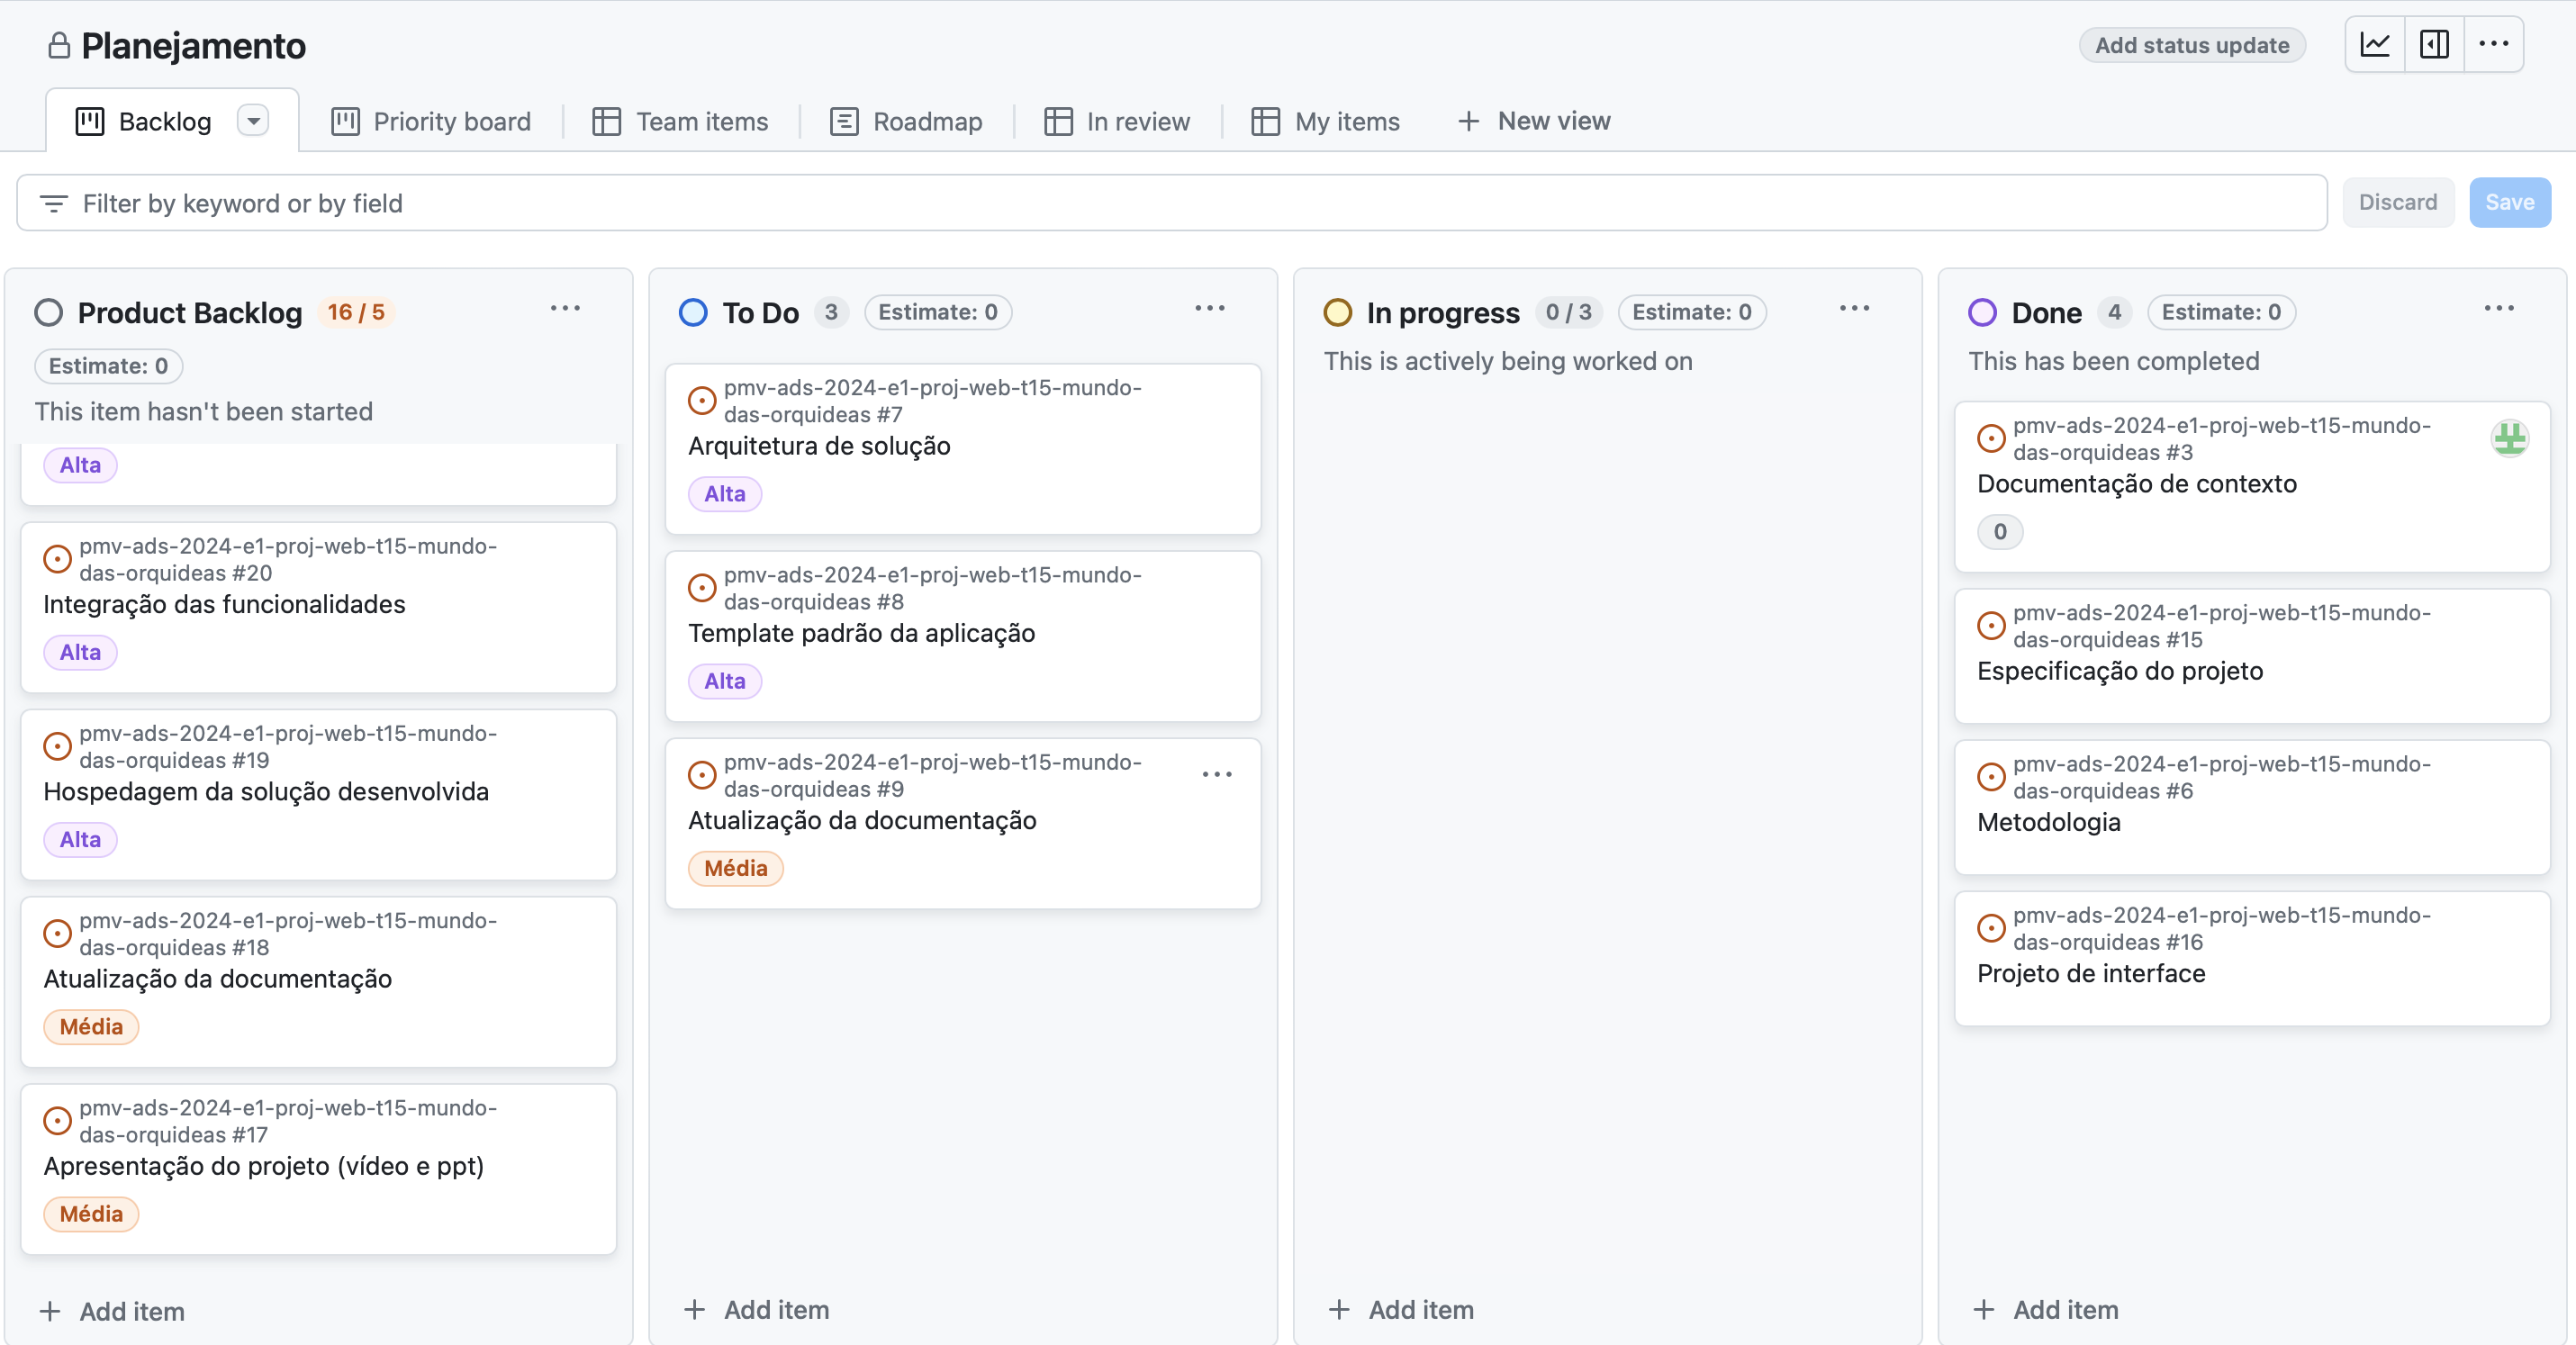 Planejamento
Add status update
Backlog
Priority board
Team items
Roadmap
In review
My items
New view
Filter by keyword or by field
Discard
Save
Product Backlog 16 / 5
Estimate: 0
This item hasn't been started
Alta
pmv-ads-2024-e1-proj-web-t15-mundo-
das-orquideas #20
Integração das funcionalidades
Alta
pmv-ads-2024-e1-proj-web-t15-mundo-
das-orquideas #19
Hospedagem da solução desenvolvida
Alta
pmv-ads-2024-e1-proj-web-t15-mundo-
das-orquideas #18
Atualização da documentação
Média
pmv-ads-2024-e1-proj-web-t15-mundo-
das-orquideas #17
Apresentação do projeto (vídeo e ppt)
Média
Add item
To Do 3 Estimate: 0
pmv-ads-2024-e1-proj-web-t15-mundo-
das-orquideas #7
Arquitetura de solução
Alta
pmv-ads-2024-e1-proj-web-t15-mundo-
das-orquideas #8
Template padrão da aplicação
Alta
pmv-ads-2024-e1-proj-web-t15-mundo-
das-orquideas #9
Atualização da documentação
Média
Add item
In progress 0 / 3 Estimate: 0
This is actively being worked on
Add item
Done 4 Estimate: 0
This has been completed
pmv-ads-2024-e1-proj-web-t15-mundo-
das-orquideas #3
Documentação de contexto
0
pmv-ads-2024-e1-proj-web-t15-mundo-
das-orquideas #15
Especificação do projeto
pmv-ads-2024-e1-proj-web-t15-mundo-
das-orquideas #6
Metodologia
pmv-ads-2024-e1-proj-web-t15-mundo-
das-orquideas #16
Projeto de interface
Add item